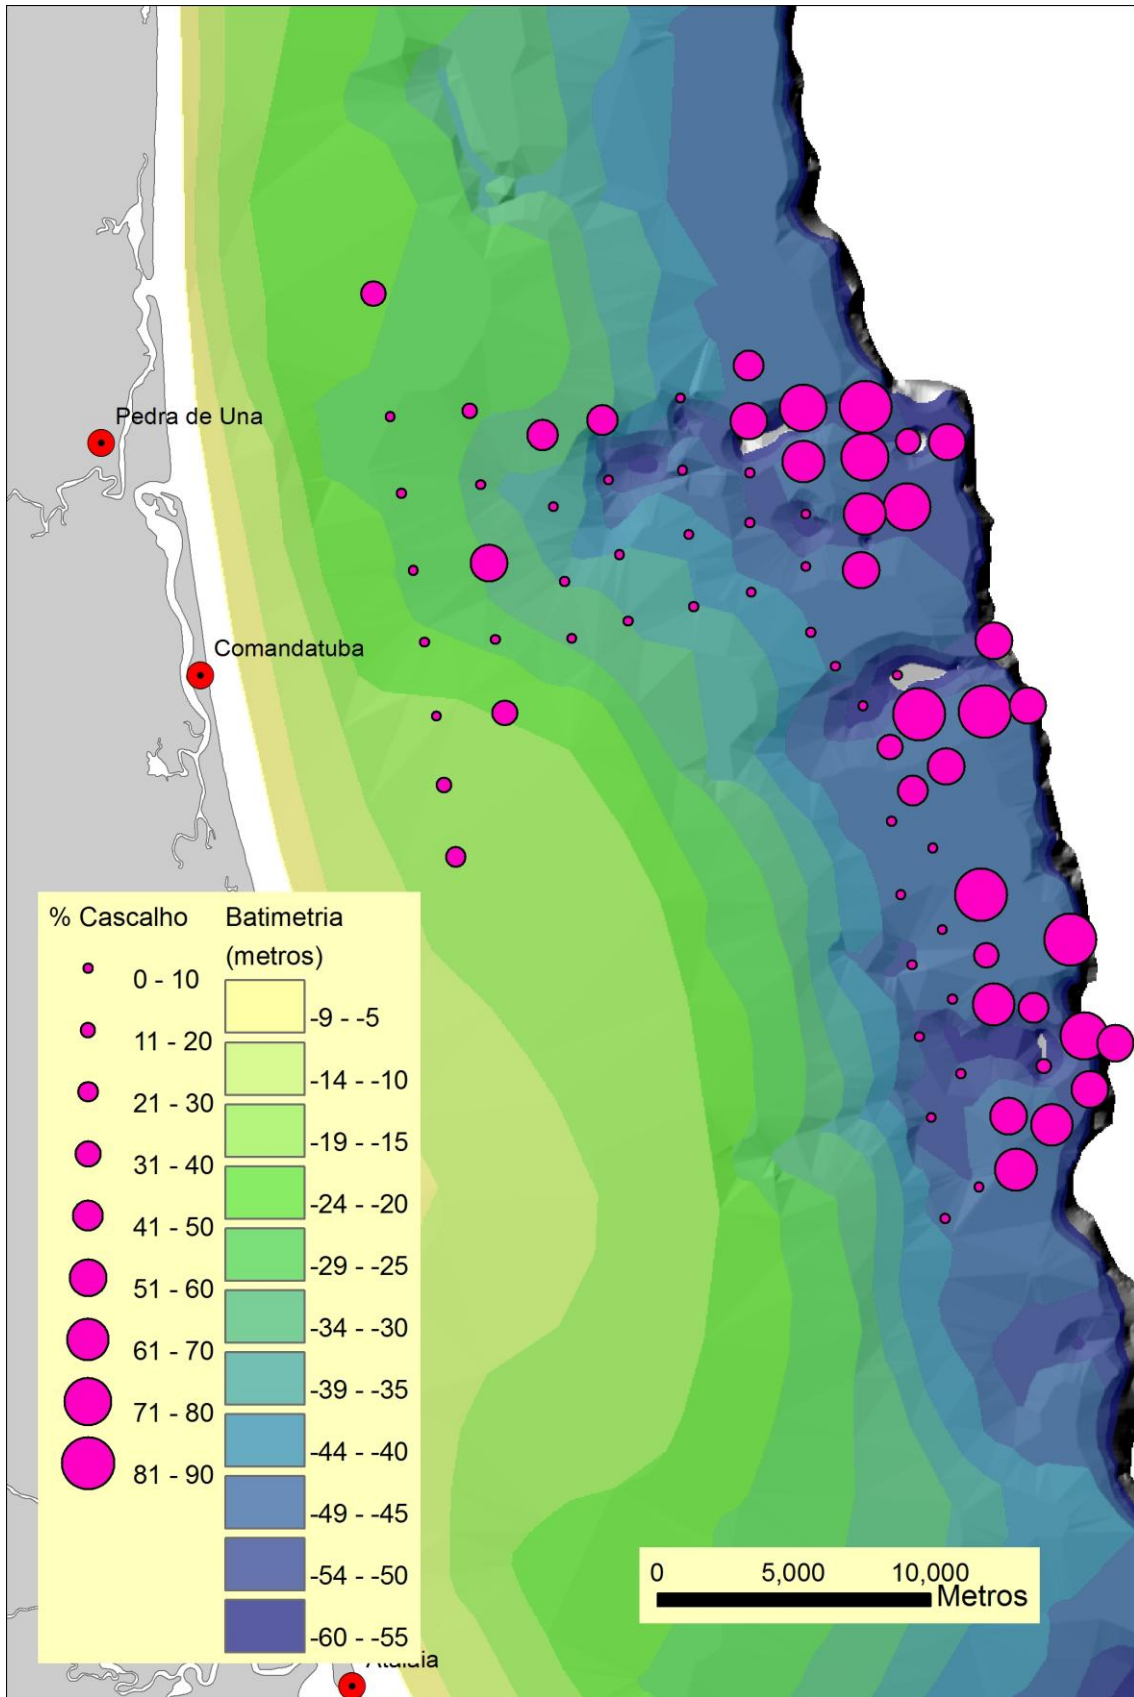 Pedra de Una
Comandatuba
% Cascalho
0 - 10
11 - 20
21 - 30
31 - 40
41 - 50
51 - 60
61 - 70
71 - 80
81 - 90
Batimetria
(metros)
-9 - -5
-14 - -10
-19 - -15
-24 - -20
-29 - -25
-34 - -30
-39 - -35
-44 - -40
-49 - -45
-54 - -50
-60 - -55
0 5,000 10,000
Metros
Atalaia